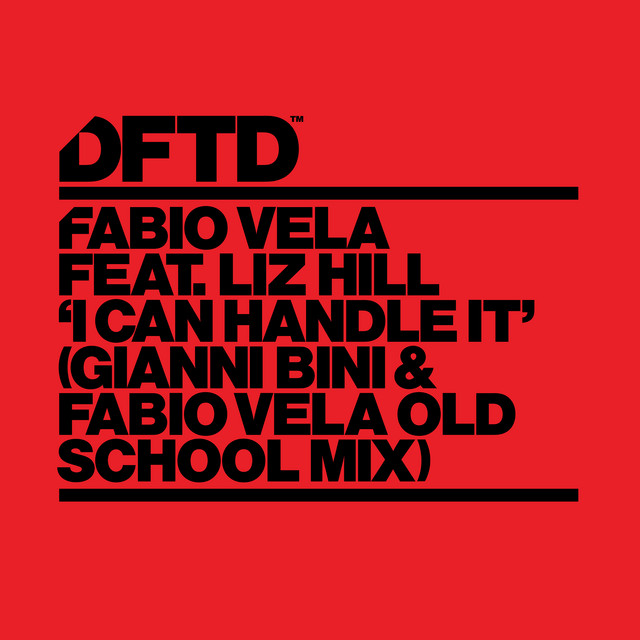 DFTD™
FABIO VELA
FEAT. LIZ HILL
‘I CAN HANDLE IT’
(GIANNI BINI &
FABIO VELA OLD
SCHOOL MIX)